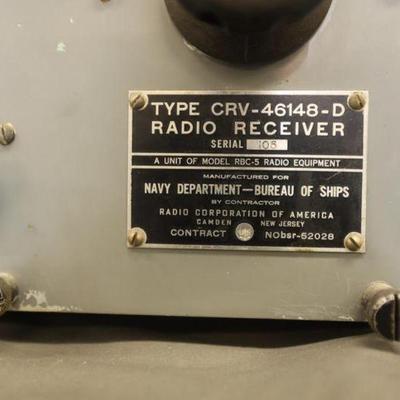 TYPE CRV-46148-D
RADIO RECEIVER
SERIAL 105
A UNIT OF MODEL RBC-5 RADIO EQUIPMENT
MANUFACTURED FOR
NAVY DEPARTMENT—BUREAU OF SHIPS
BY CONTRACTOR
RADIO CORPORATION OF AMERICA
CAMDEN NEW JERSEY
CONTRACT NObsr-52028